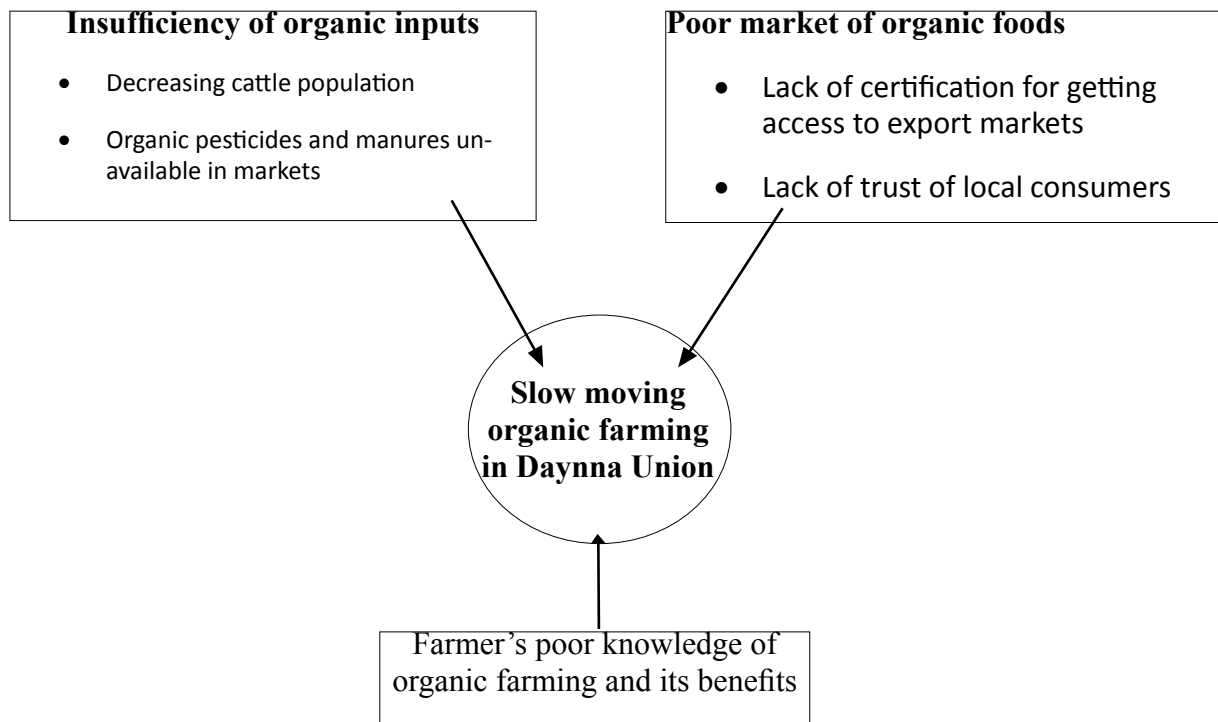 Insufficiency of organic inputs
• Decreasing cattle population
• Organic pesticides and manures un-
available in markets
Poor market of organic foods
• Lack of certification for getting
access to export markets
• Lack of trust of local consumers
Slow moving
organic farming
in Daynna Union
Farmer’s poor knowledge of
organic farming and its benefits